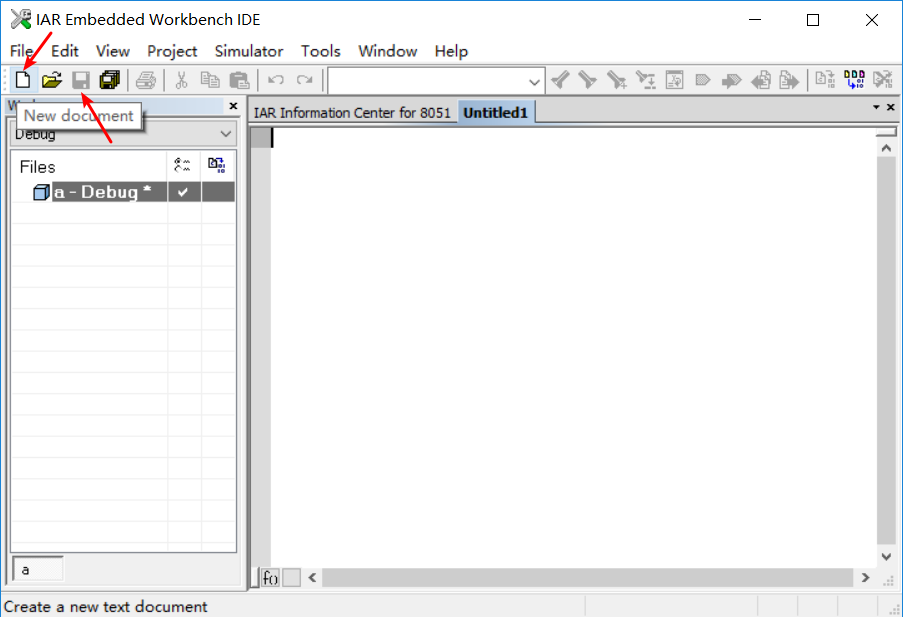 IAR Embedded Workbench IDE
File Edit View Project Simulator Tools Window Help
New document
IAR Information Center for 8051 Untitled1
Debug
Files
a - Debug *
a
f()
Create a new text document